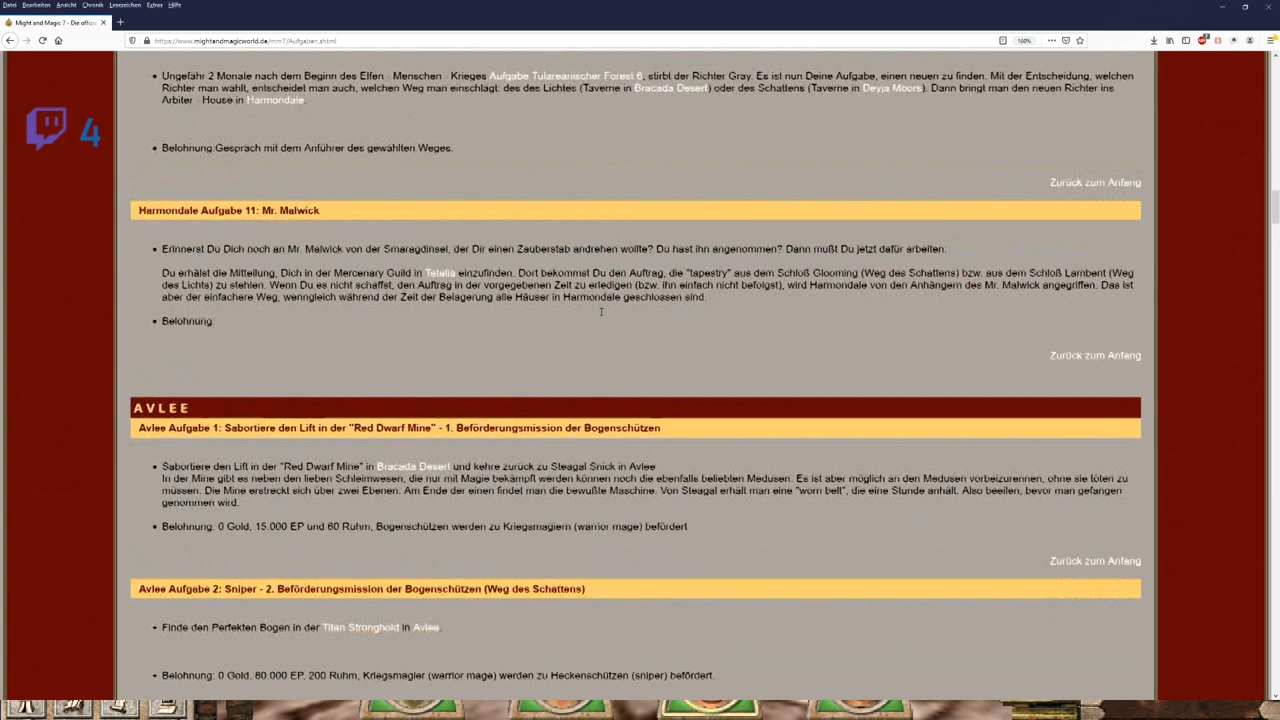 Datei Bearbeiten Ansicht Chronik Lesezeichen Extras Hilfe
Might and Magic 7 - Die offizi
https://www.mightandmagicworld.de/mm7/Aufgaben.shtml
160%
• Ungefähr 2 Monate nach dem Beginn des Elfen - Menschen - Krieges Aufgabe Tulareanischer Forest 6, stirbt der Richter Gray. Es ist nun Deine Aufgabe, einen neuen zu finden. Mit der Entscheidung, welchen
Richter man wählt, entscheidet man auch, welchen Weg man einschlägt: des des Lichtes (Taverne in Bracada Desert) oder des Schattens (Taverne in Deyja Moors). Dann bringt man den neuen Richter ins
Arbiter - House in Harmondale.
• Belohnung:Gespräch mit dem Anführer des gewählten Weges.
Zurück zum Anfang
4
Harmondale Aufgabe 11: Mr. Malwick
• Erinnerst Du Dich noch an Mr. Malwick von der Smaragdinsel, der Dir einen Zauberstab andrehen wollte? Du hast ihn angenommen? Dann mußt Du jetzt dafür arbeiten:
Du erhälst die Mitteilung, Dich in der Mercenary Guild in Tatalia einzufinden. Dort bekommst Du den Auftrag, die "tapestry" aus dem Schloß Glooming (Weg des Schattens) bzw. aus dem Schloß Lambent (Weg
des Lichts) zu stehlen. Wenn Du es nicht schaffst, den Auftrag in der vorgegebenen Zeit zu erledigen (bzw. ihn einfach nicht befolgst), wird Harmondale von den Anhängern des Mr. Malwick angegriffen. Das ist
aber der einfachere Weg, wenngleich während der Zeit der Belagerung alle Häuser in Harmondale geschlossen sind.
• Belohnung:
Zurück zum Anfang
AVLEE
Avlee Aufgabe 1: Sabortiere den Lift in der "Red Dwarf Mine" - 1. Beförderungsmission der Bogenschützen
• Sabortiere den Lift in der "Red Dwarf Mine" in Bracada Desert und kehre zurück zu Steagal Snick in Avlee
In der Mine gibt es neben den lieben Schleimwesen, die nur mit Magie bekämpft werden können noch die ebenfalls beliebten Medusen. Es ist aber möglich an den Medusen vorbeizurennen, ohne sie töten zu
müssen. Die Mine erstreckt sich über zwei Ebenen. Am Ende der einen findet man die bewußte Maschine. Von Steagal erhält man eine "worn belt", die eine Stunde anhält. Also beeilen, bevor man gefangen
genommen wird.
• Belohnung: 0 Gold, 15.000 EP und 60 Ruhm, Bogenschützen werden zu Kriegsmagiern (warrior mage) befördert
Zurück zum Anfang
Avlee Aufgabe 2: Sniper - 2. Beförderungsmission der Bogenschützen (Weg des Schattens)
• Finde den Perfekten Bogen in der Titan Stronghold in Avlee.
• Belohnung: 0 Gold, 80.000 EP, 200 Ruhm, Kriegsmagier (warrior mage) werden zu Heckenschützen (sniper) befördert.